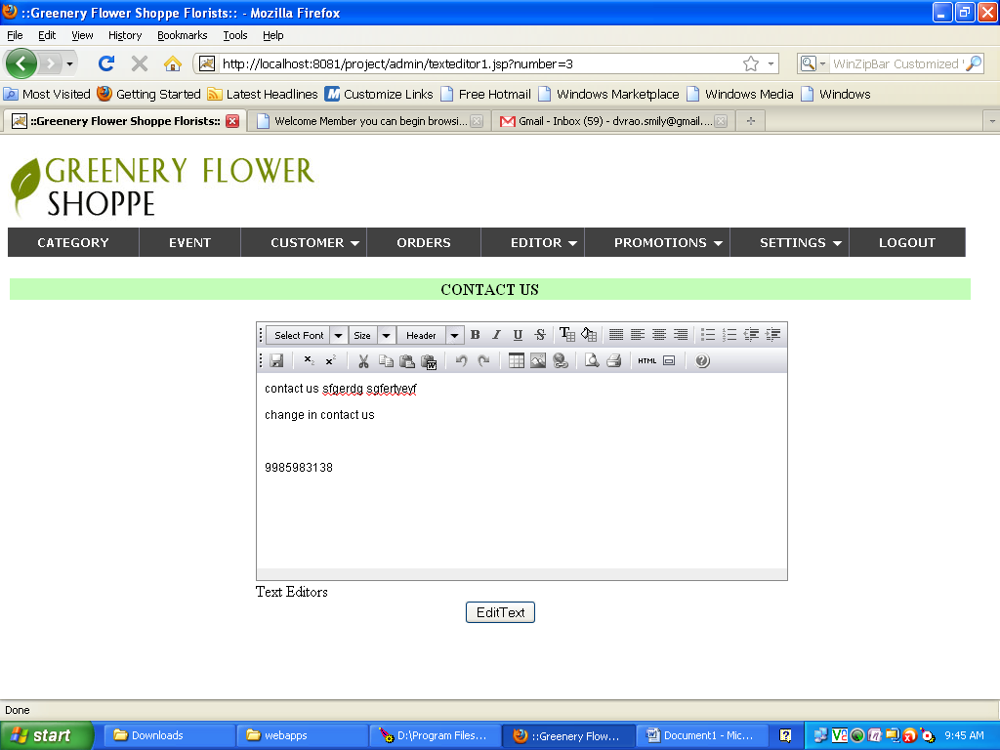 ::Greenery Flower Shoppe Florists:: - Mozilla Firefox
File Edit View History Bookmarks Tools Help
http://localhost:8081/project/admin/texteditor1.jsp?number=3
WinZipBar Customized
Most Visited Getting Started Latest Headlines Customize Links Free Hotmail Windows Marketplace Windows Media Windows
::Greenery Flower Shoppe Florists:: Welcome Member you can begin browsi... Gmail - Inbox (59) - dvrao.smily@gmail....
GREENERY FLOWER
SHOPPE
CATEGORY EVENT CUSTOMER ORDERS EDITOR PROMOTIONS SETTINGS LOGOUT
CONTACT US
Select Font Size Header B I U S
HTML
contact us sfgerdg sgfertyeyf
change in contact us
9985983138
Text Editors
EditText
Done
start Downloads webapps D:\Program Files... ::Greenery Flow... Document1 - Mic... 9:45 AM